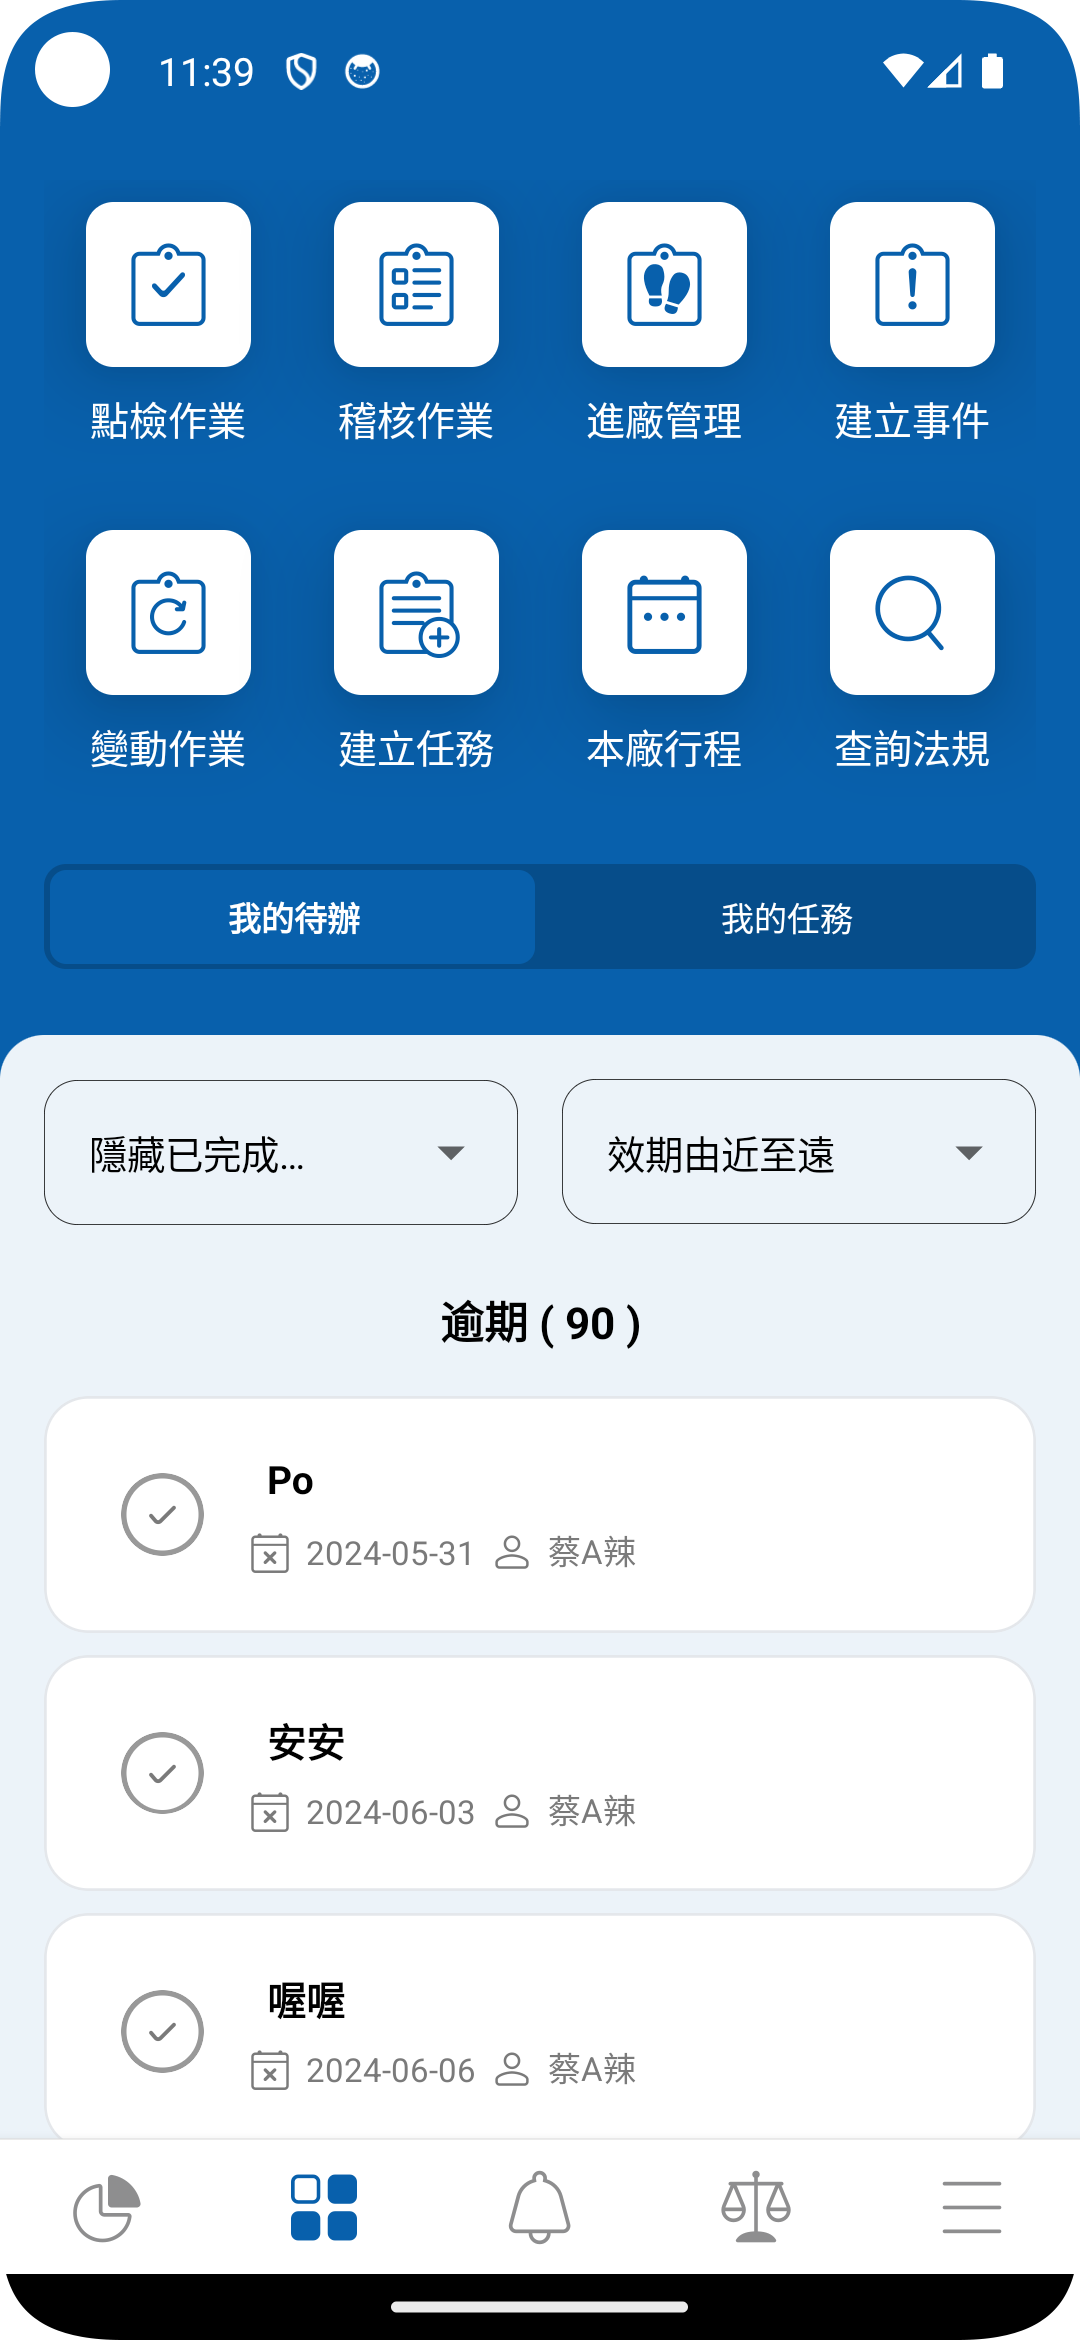 11:39
點檢作業
稽核作業
進廠管理
建立事件
變動作業
建立任務
本廠行程
查詢法規
我的待辦
我的任務
隱藏已完成...
效期由近至遠
逾期 ( 90 )
Po
2024-05-31 蔡A辣
安安
2024-06-03 蔡A辣
喔喔
2024-06-06 蔡A辣